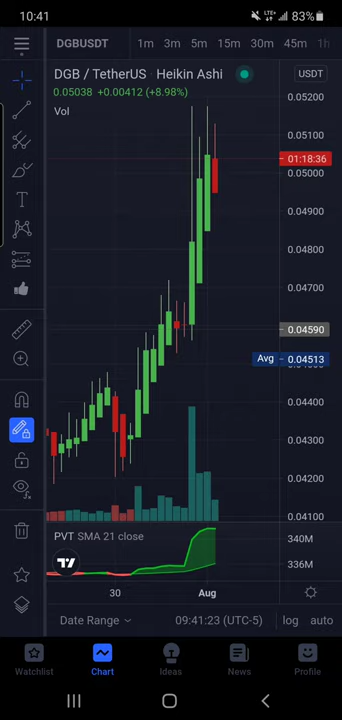 10:41 LTE+ 83%
DGBUSDT 1m 3m 5m 15m 30m 45m 1h
DGB / TetherUS Heikin Ashi USDT
0.05038 +0.00412 (+8.98%)
Vol
0.05200
0.05100
01:18:36
0.05000
0.04900
0.04800
0.04700
0.04590
Avg 0.04513
0.04400
0.04300
0.04200
0.04100
PVT SMA 21 close
340M
336M
30 Aug
Date Range 09:41:23 (UTC-5) log auto
Watchlist Chart Ideas News Profile